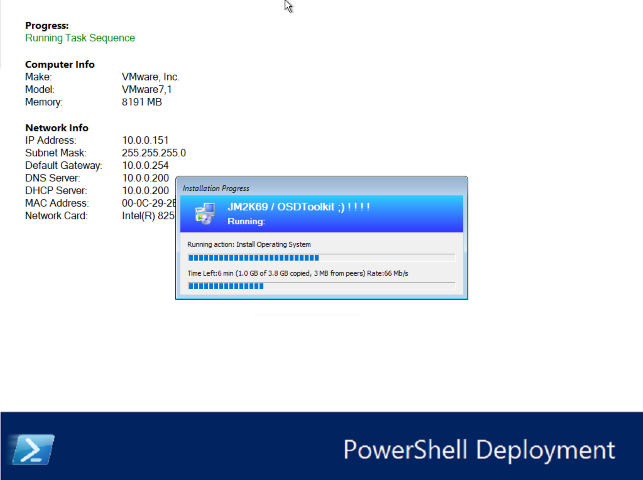 Progress:
Running Task Sequence
Computer Info
Make: VMware, Inc.
Model: VMware7,1
Memory: 8191 MB
Network Info
IP Address: 10.0.0.151
Subnet Mask: 255.255.255.0
Default Gateway: 10.0.0.254
DNS Server: 10.0.0.200
DHCP Server: 10.0.0.200
MAC Address: 00-0C-29-2
Network Card: Intel(R) 825
Installation Progress
JM2K69 / OSDToolkit ;) ! ! ! !
Running:
Running action: Install Operating System
Time Left:6 min (1.0 GB of 3.8 GB copied, 3 MB from peers) Rate:66 Mb/s
PowerShell Deployment